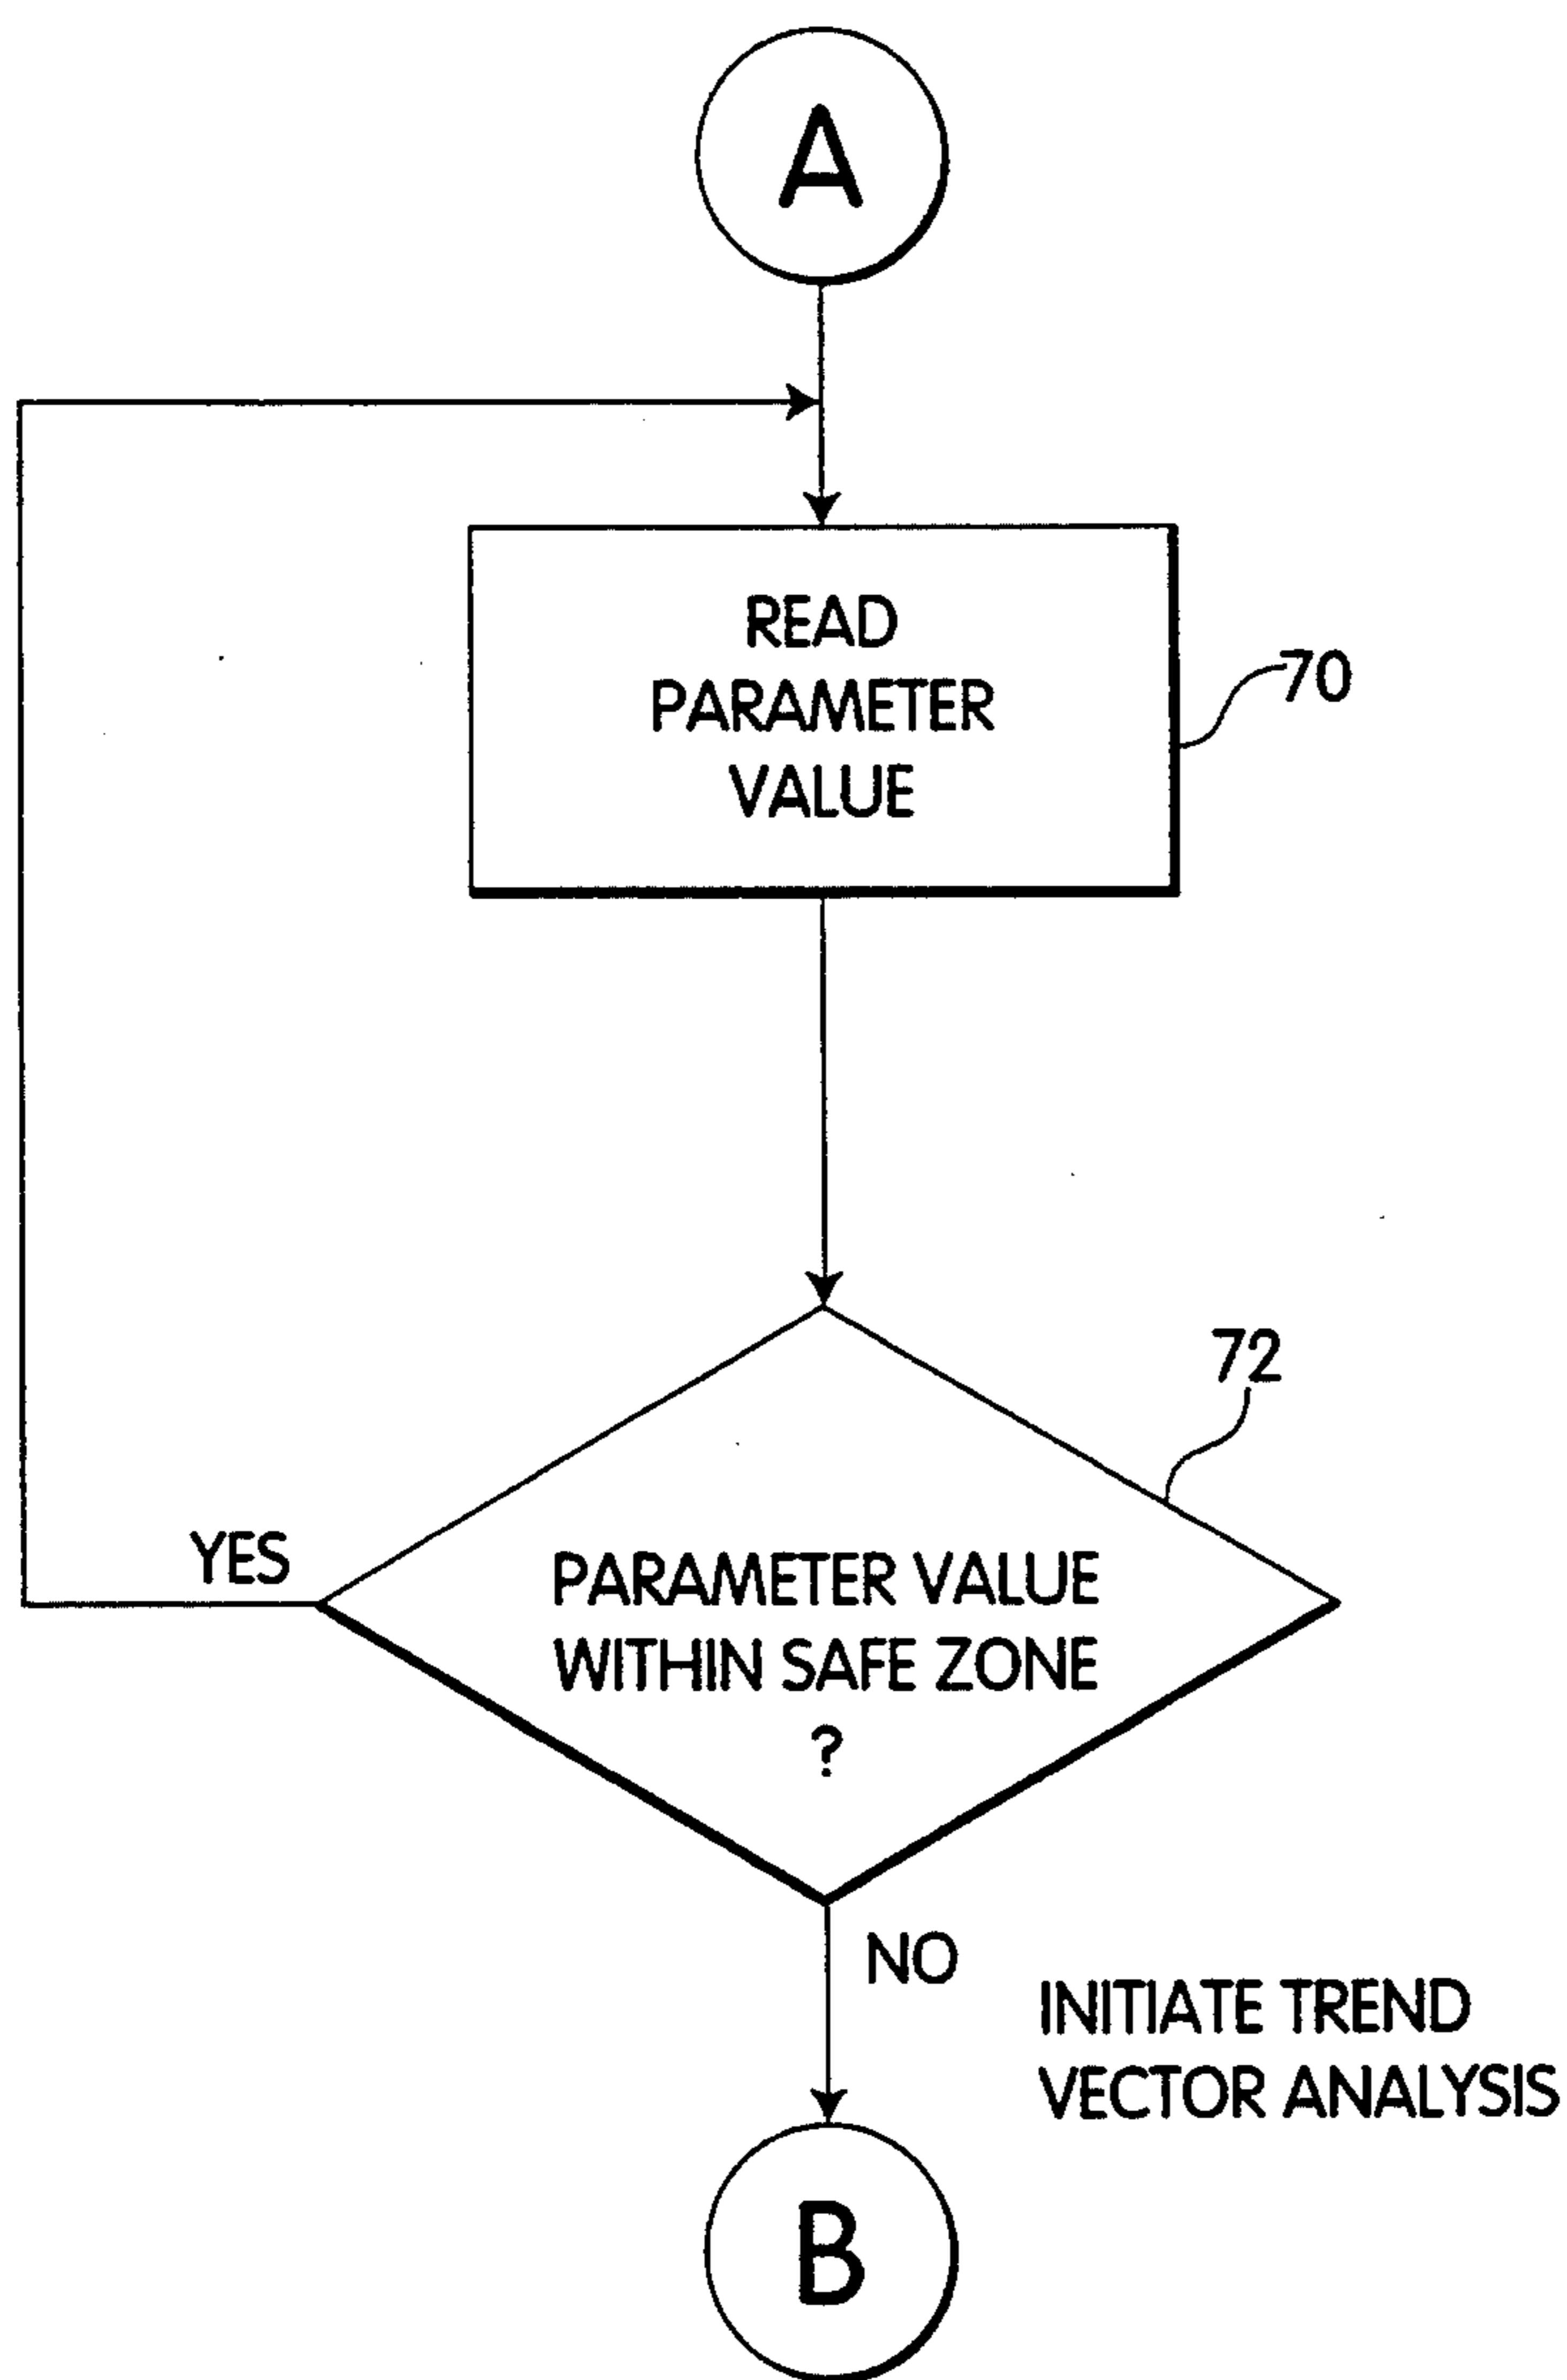 A
READ
PARAMETER
VALUE
70
72
YES
PARAMETER VALUE
WITHIN SAFE ZONE
?
NO
INITIATE TREND
VECTOR ANALYSIS
B